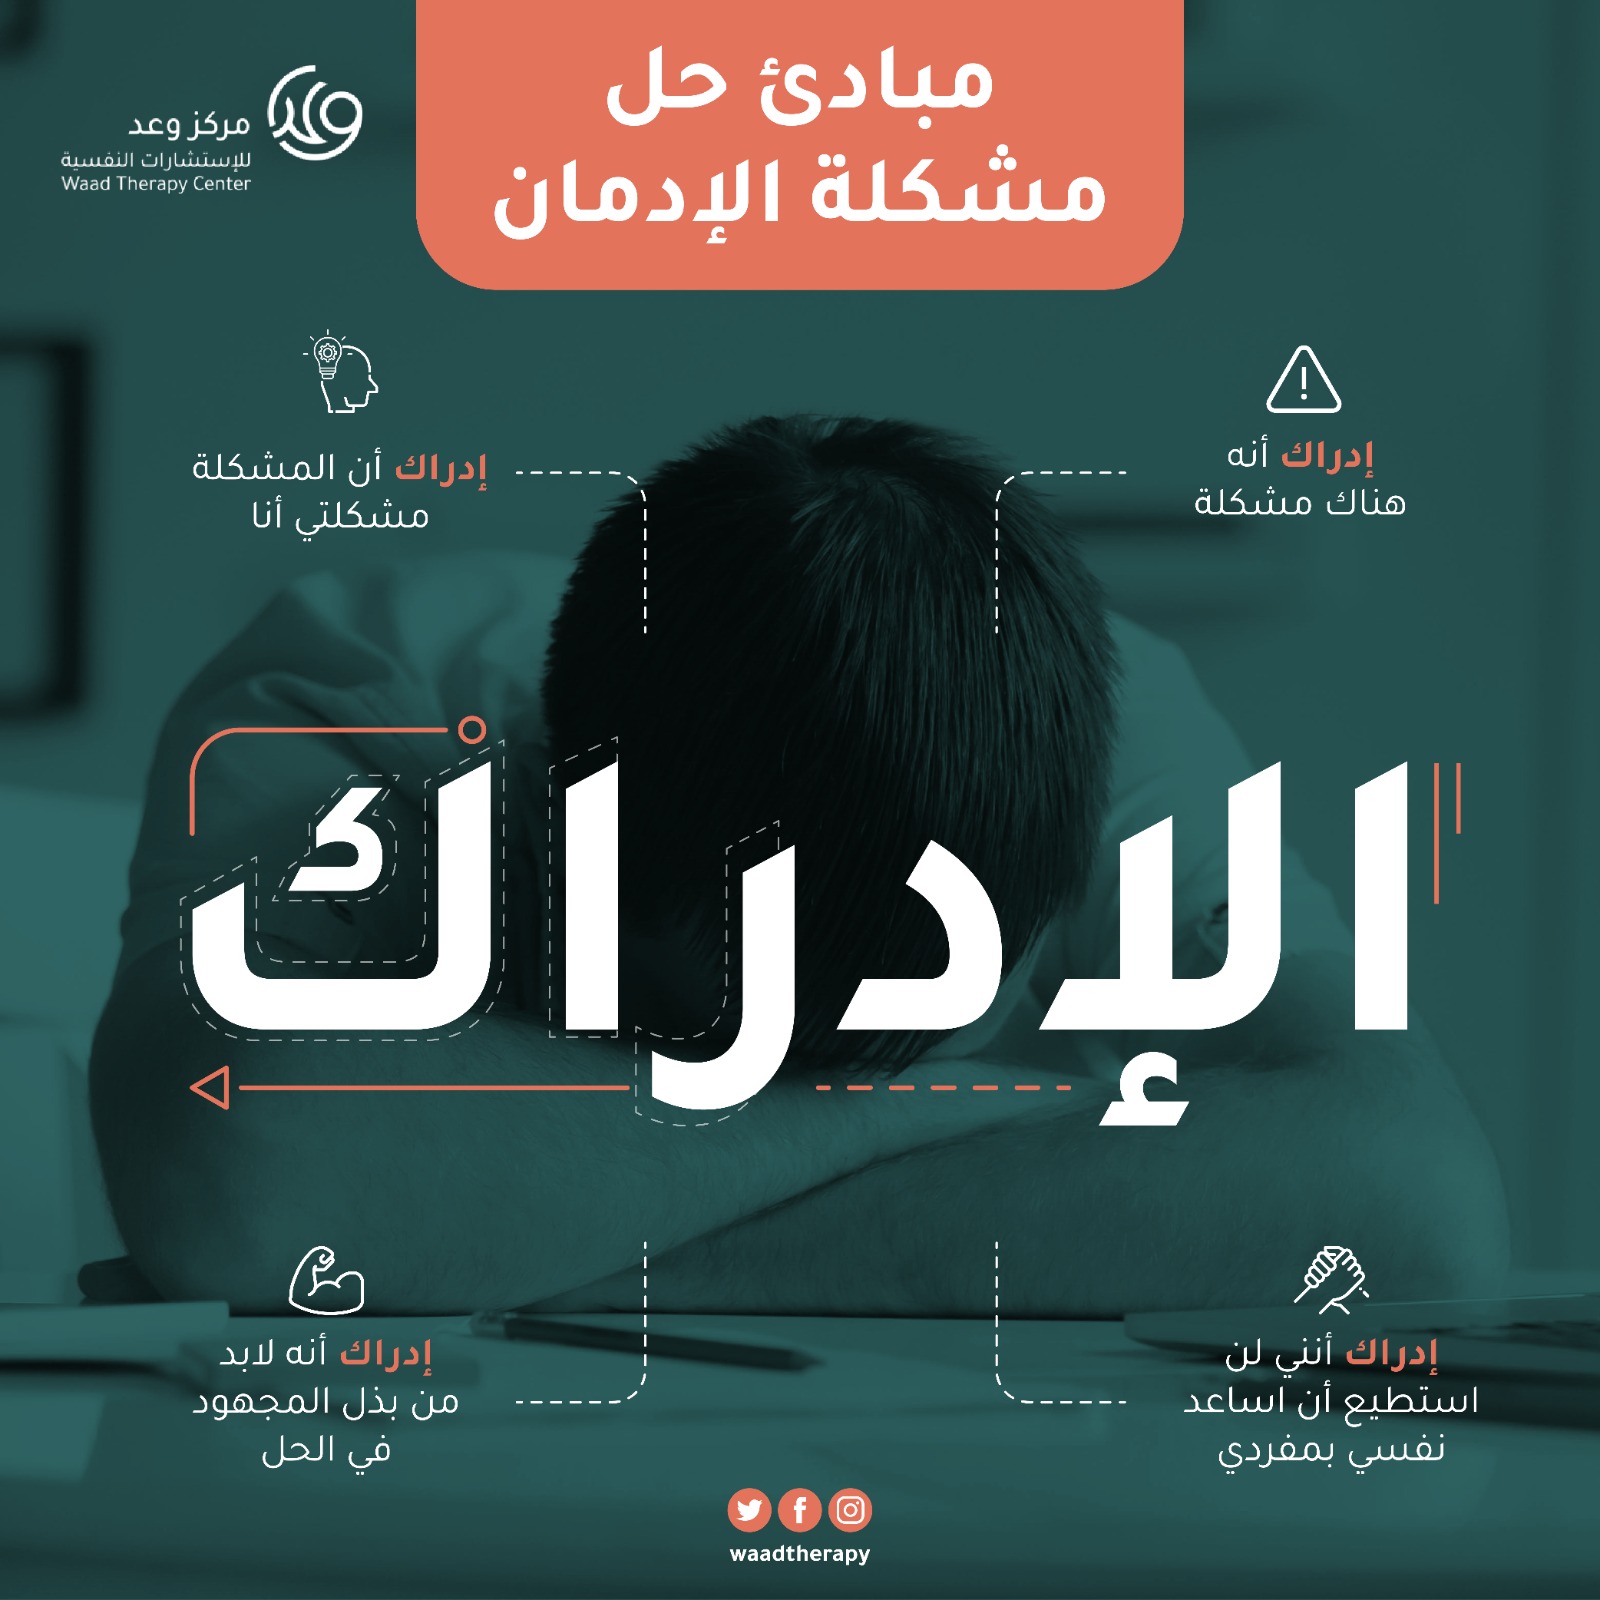 مبادئ حل
مشكلة الإدمان
مركز وعد
للإستشارات النفسية
Waad Therapy Center
إدراك أنه
هناك مشكلة
إدراك أن المشكلة
مشكلتي أنا
الإدراك
إدراك أنني لن
استطيع أن اساعد
نفسي بمفردي
إدراك أنه لابد
من بذل المجهود
في الحل
waadtherapy